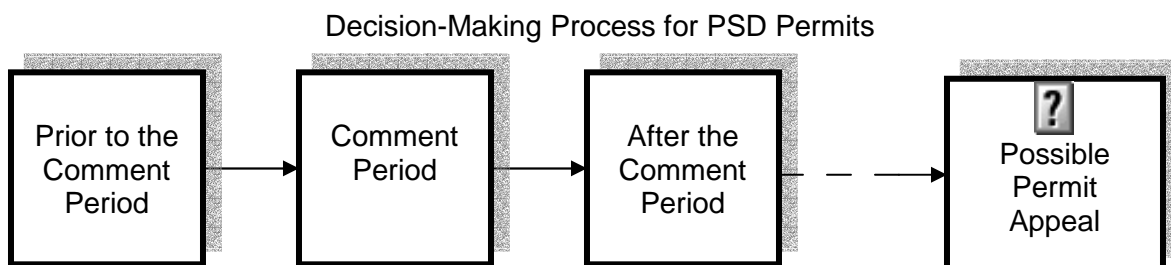 Decision-Making Process for PSD Permits
Prior to the
Comment
Period
Comment
Period
After the
Comment
Period
?
Possible
Permit
Appeal